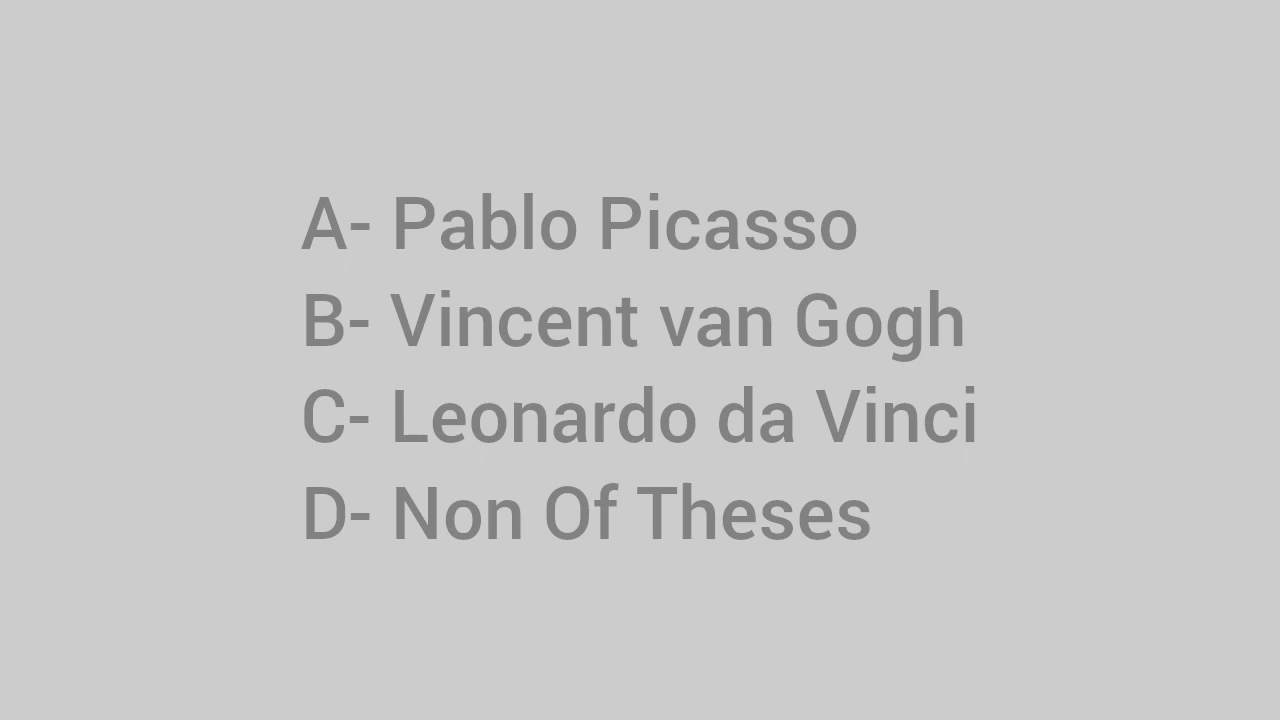 A- Pablo Picasso
B- Vincent van Gogh
C- Leonardo da Vinci
D- Non Of Theses